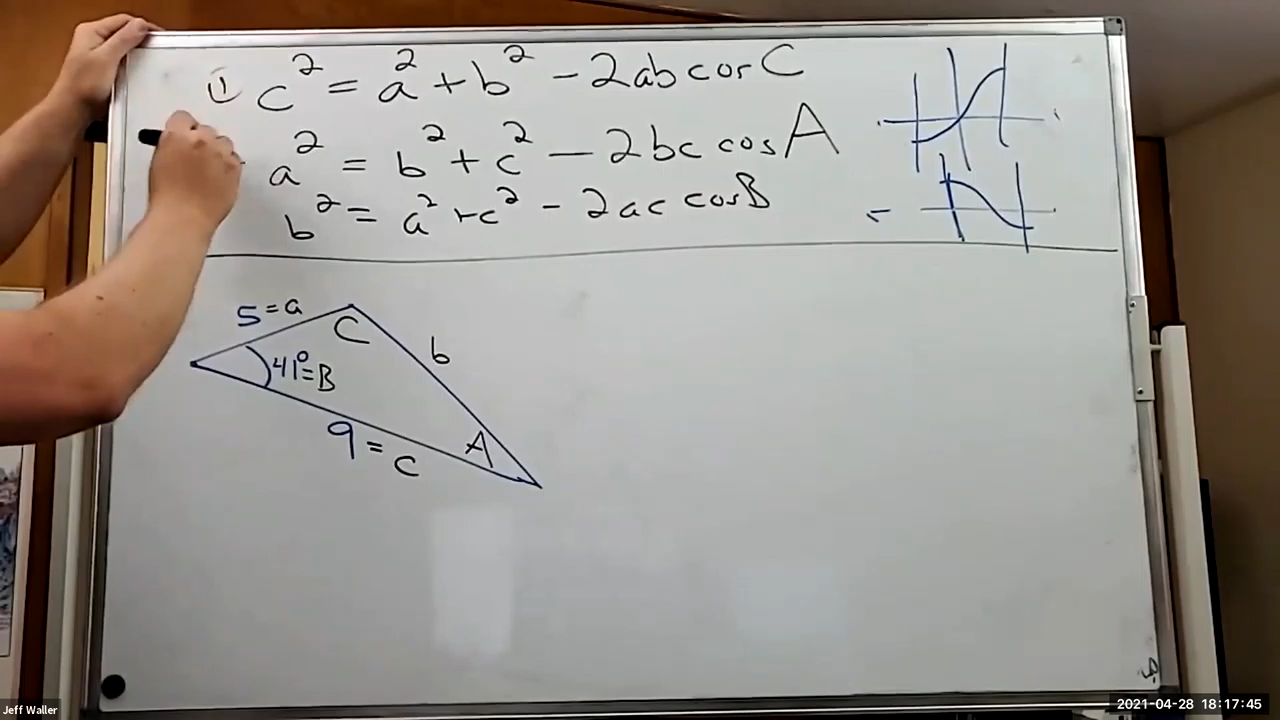 ① c² = a² + b² - 2ab cos C
a² = b² + c² - 2bc cos A
b² = a² + c² - 2ac cos B
5 = a
C
b
41° = B
9 = c
A
Jeff Waller
2021-04-28 18:17:45